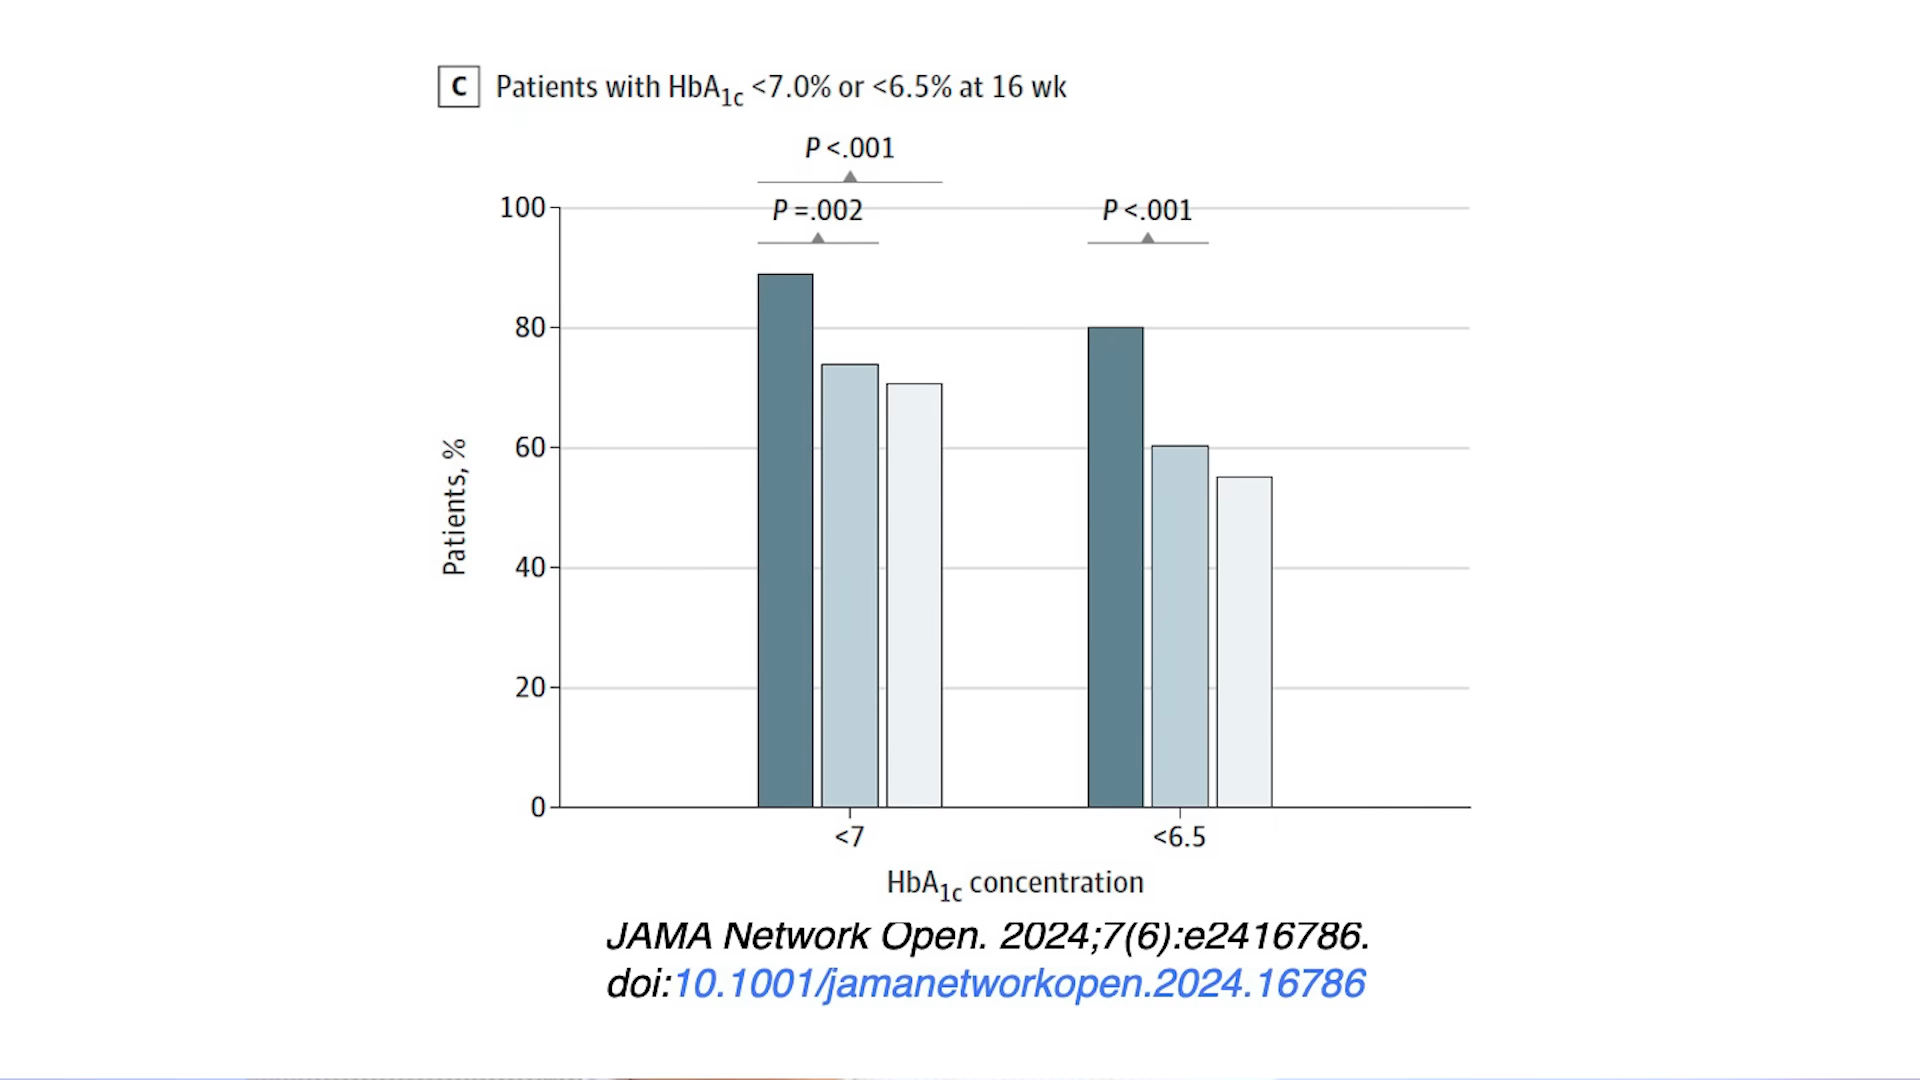 C Patients with HbA1c <7.0% or <6.5% at 16 wk
P <.001
P =.002
P <.001
100
80
60
40
20
0
Patients, %
<7
<6.5
HbA1c concentration
JAMA Network Open. 2024;7(6):e2416786.
doi:10.1001/jamanetworkopen.2024.16786